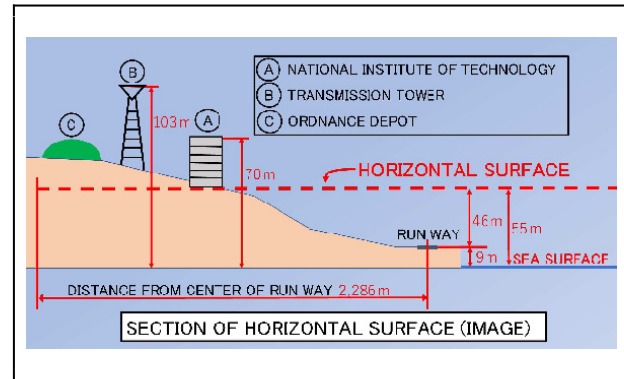 A NATIONAL INSTITUTE OF TECHNOLOGY
B TRANSMISSION TOWER
C ORDNANCE DEPOT
B
C
A
103m
70m
HORIZONTAL SURFACE
RUN WAY
46m
55m
9m
SEA SURFACE
DISTANCE FROM CENTER OF RUN WAY 2,286m
SECTION OF HORIZONTAL SURFACE (IMAGE)